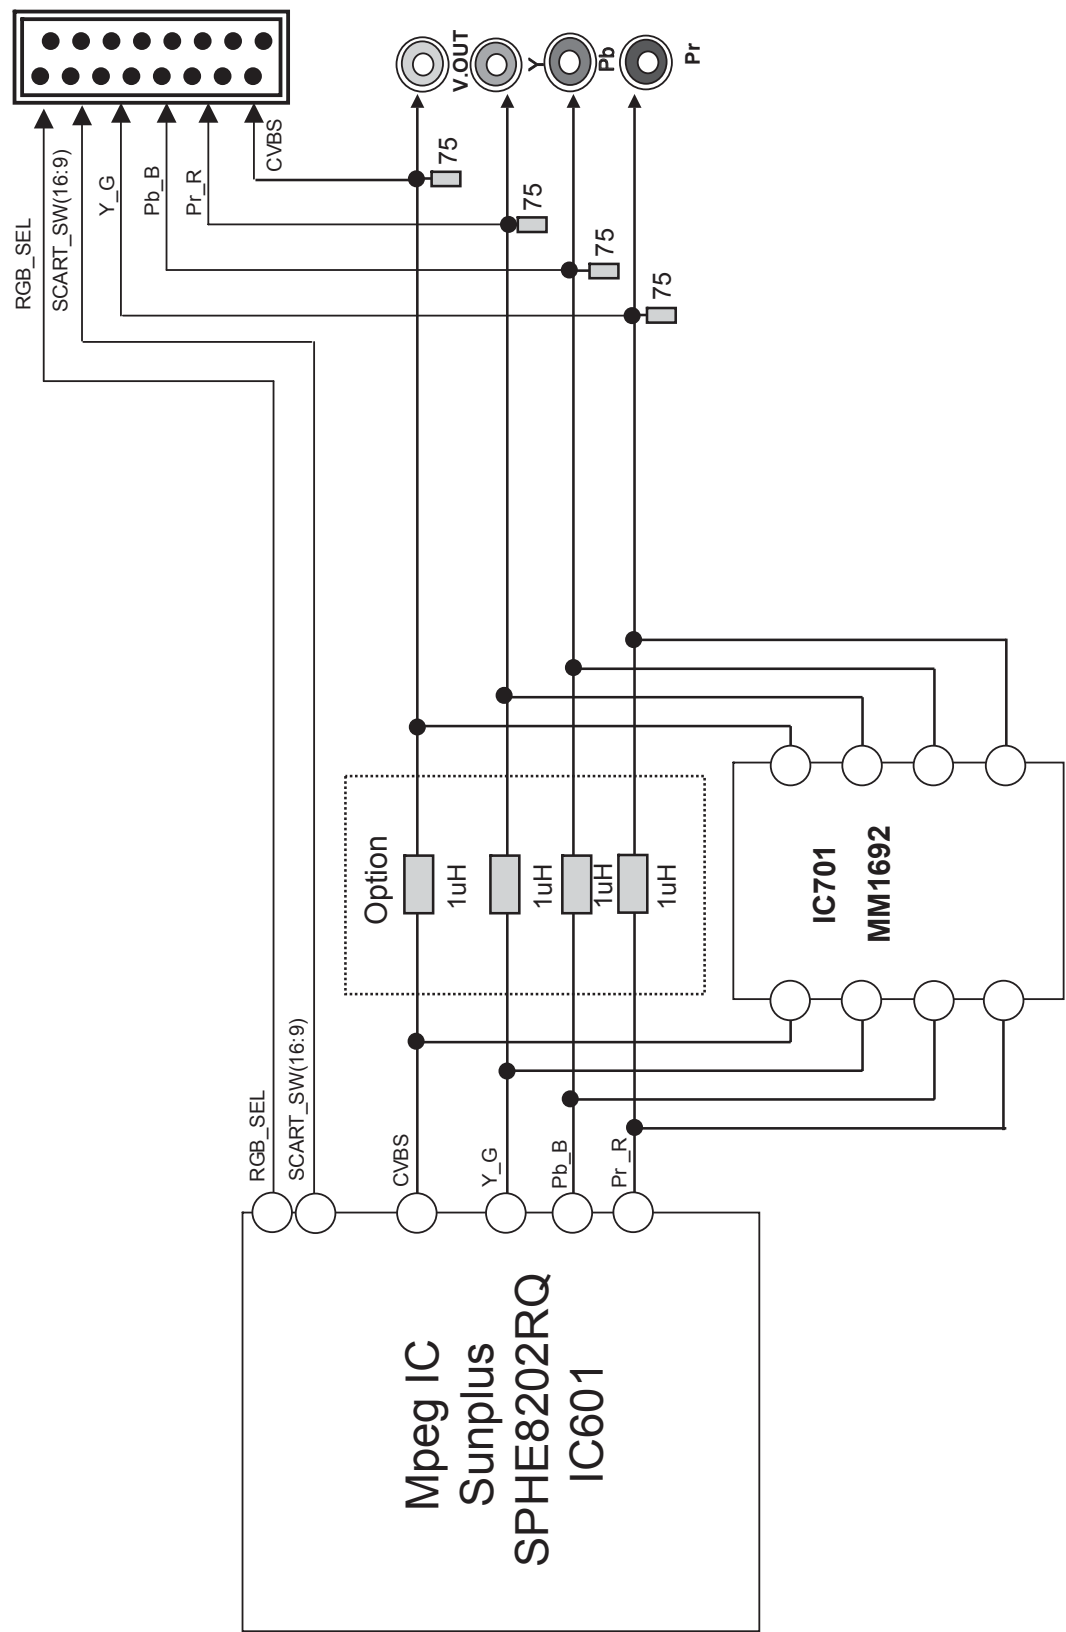 RGB_SEL
SCART_SW(16:9)
Y_G
Pb_B
Pr_R
CVBS
V.OUT
Y
Pb
Pr
75
75
75
75
Option
1uH
1uH
1uH
1uH
IC701
MM1692
RGB_SEL
SCART_SW(16:9)
CVBS
Y_G
Pb_B
Pr_R
Mpeg IC
Sunplus
SPHE8202RQ
IC601